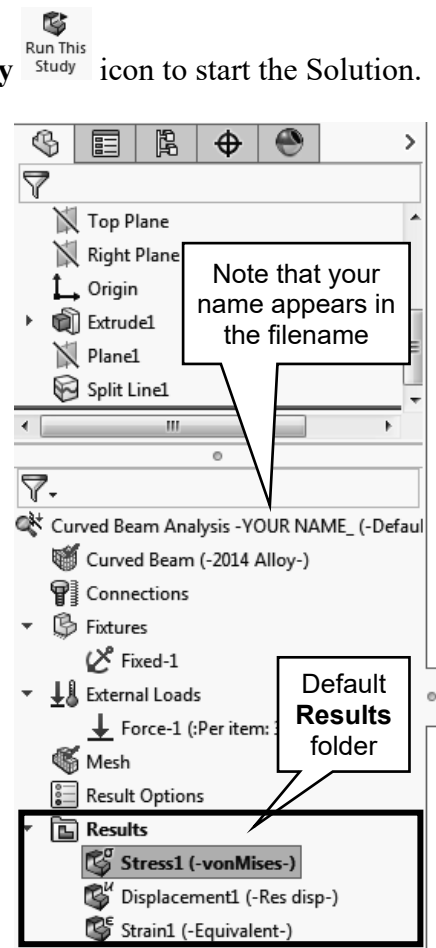 Run This
Study
y icon to start the Solution.
Top Plane
Right Plane
Origin
Extrude1
Plane1
Split Line1
Note that your
name appears in
the filename
Curved Beam Analysis -YOUR NAME_ (-Defaul
Curved Beam (-2014 Alloy-)
Connections
Fixtures
Fixed-1
External Loads
Force-1 (:Per item:
Mesh
Result Options
Default
Results
folder
Results
Stress1 (-vonMises-)
Displacement1 (-Res disp-)
Strain1 (-Equivalent-)